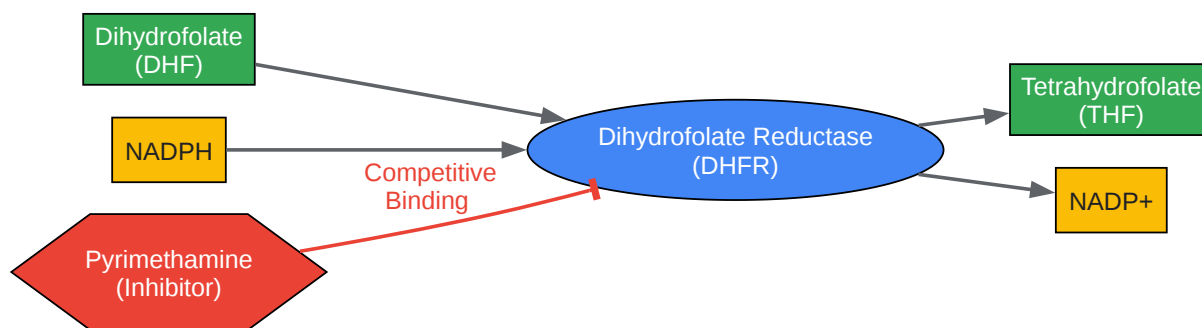 Dihydrofolate
(DHF)
NADPH
Competitive
Binding
Pyrimethamine
(Inhibitor)
Dihydrofolate Reductase
(DHFR)
Tetrahydrofolate
(THF)
NADP+